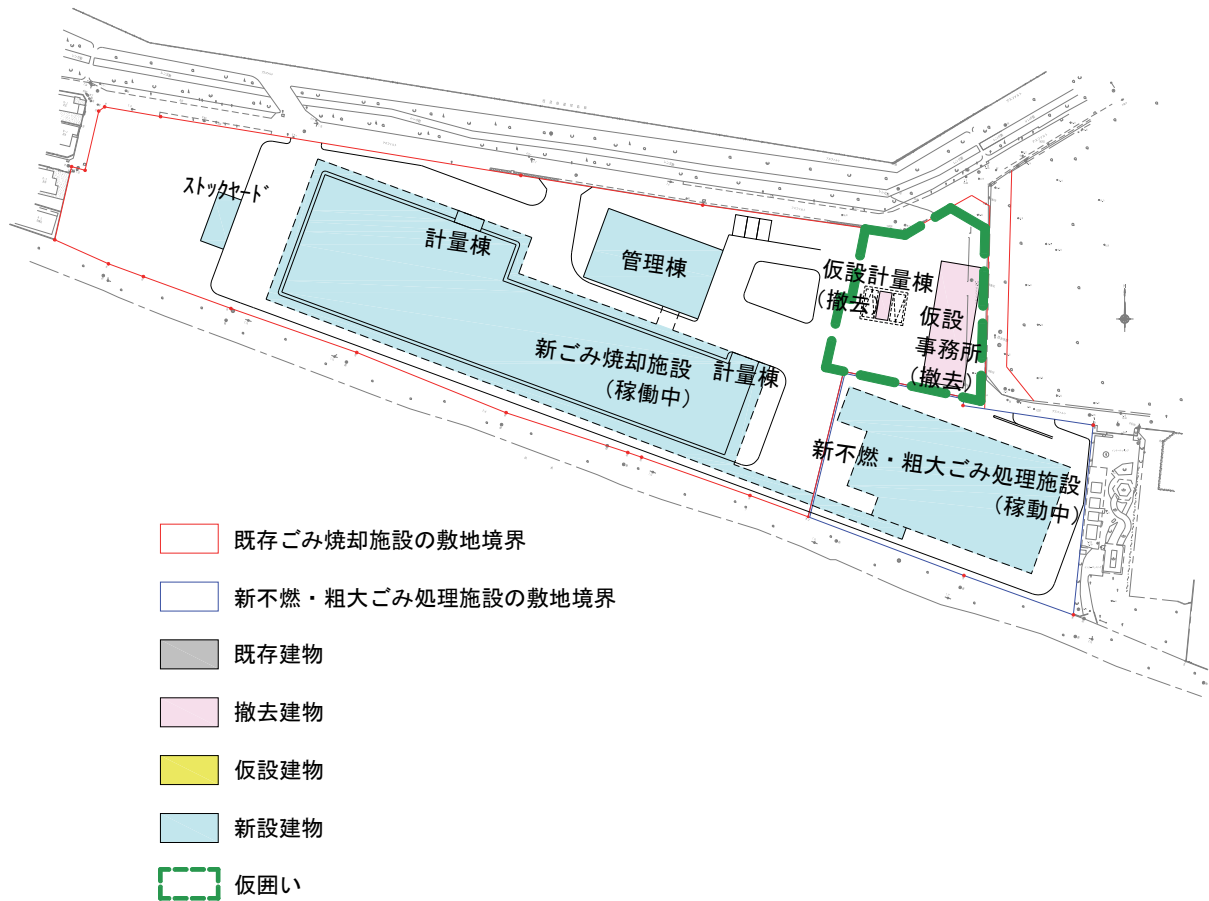 ストックヤード
計量棟
管理棟
仮設計量棟
（撤去）
仮設
事務所
（撤去）
新ごみ焼却施設
（稼働中）
計量棟
新不燃・粗大ごみ処理施設
（稼動中）
既存ごみ焼却施設の敷地境界
新不燃・粗大ごみ処理施設の敷地境界
既存建物
撤去建物
仮設建物
新設建物
仮囲い